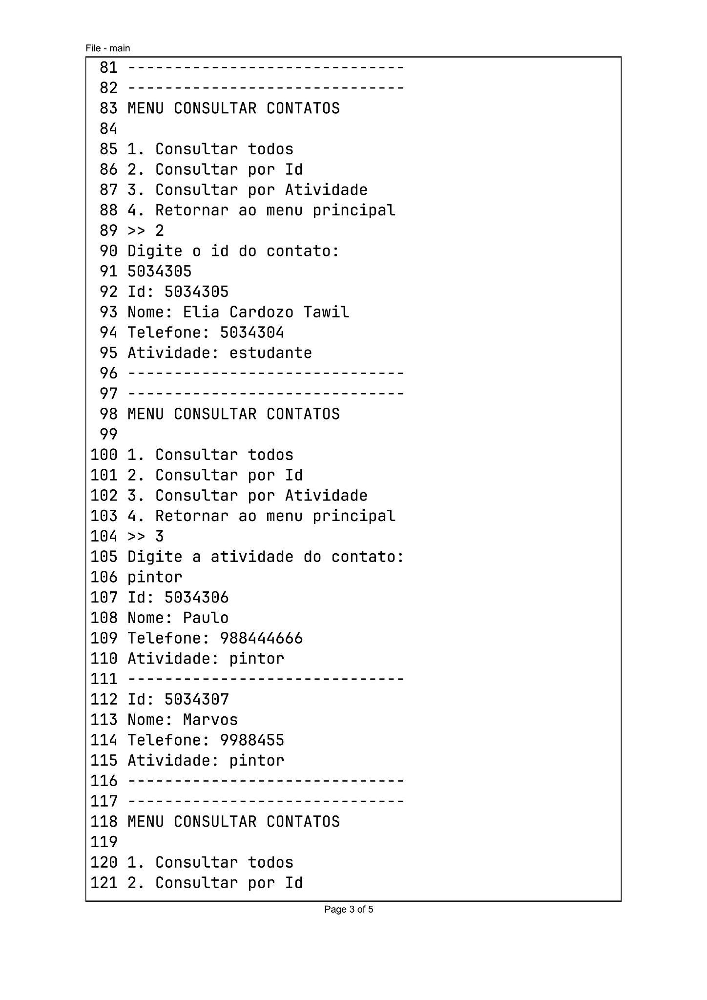 File - main
81 ------------------------------
82 ------------------------------
83 MENU CONSULTAR CONTATOS
84
85 1. Consultar todos
86 2. Consultar por Id
87 3. Consultar por Atividade
88 4. Retornar ao menu principal
89 >> 2
90 Digite o id do contato:
91 5034305
92 Id: 5034305
93 Nome: Elia Cardozo Tawil
94 Telefone: 5034304
95 Atividade: estudante
96 ------------------------------
97 ------------------------------
98 MENU CONSULTAR CONTATOS
99
100 1. Consultar todos
101 2. Consultar por Id
102 3. Consultar por Atividade
103 4. Retornar ao menu principal
104 >> 3
105 Digite a atividade do contato:
106 pintor
107 Id: 5034306
108 Nome: Paulo
109 Telefone: 988444666
110 Atividade: pintor
111 ------------------------------
112 Id: 5034307
113 Nome: Marvos
114 Telefone: 9988455
115 Atividade: pintor
116 ------------------------------
117 ------------------------------
118 MENU CONSULTAR CONTATOS
119
120 1. Consultar todos
121 2. Consultar por Id
Page 3 of 5